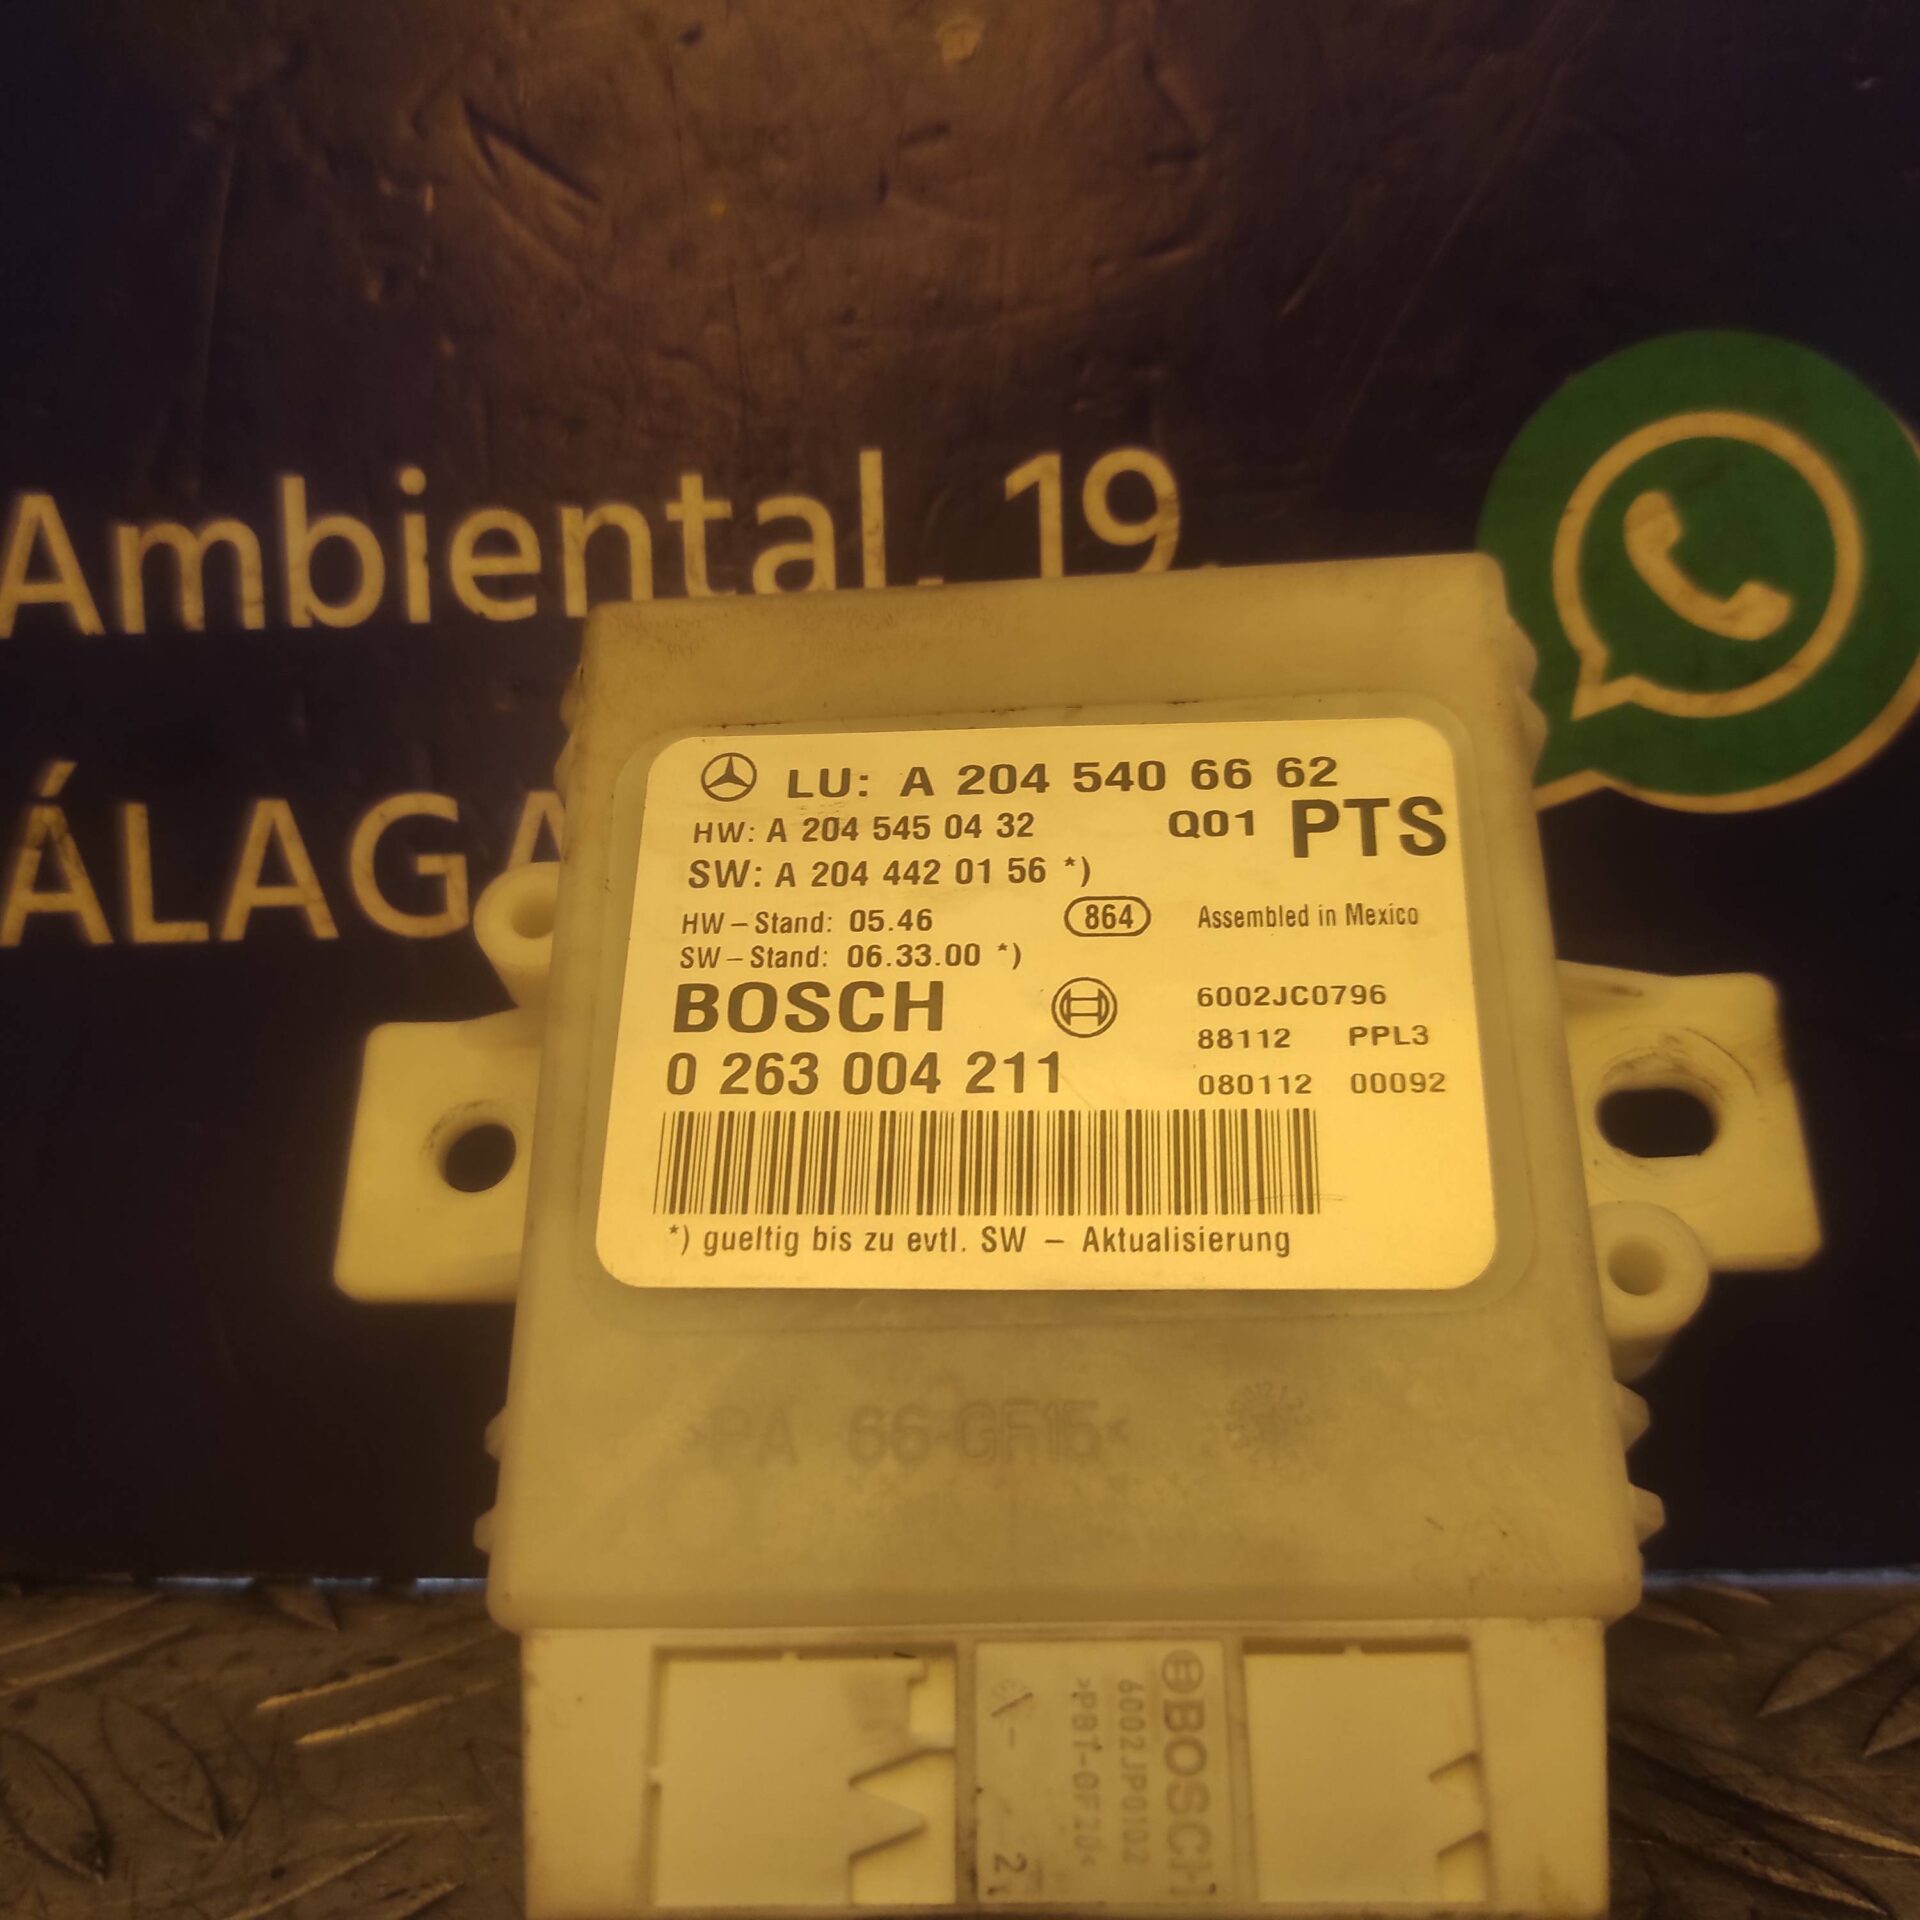 Ambiental, 19.
ÁLAGA
LU: A 204 540 66 62
HW: A 204 545 04 32 Q01 PTS
SW: A 204 442 01 56 *)
HW – Stand: 05.46 864 Assembled in Mexico
SW – Stand: 06.33.00 *)
BOSCH 6002JC0796
88112 PPL3
0 263 004 211 080112 00092
*) gueltig bis zu evtl. SW – Aktualisierung
>PA 66-GF15<
BOSCH
6002JP0102
>PBT-GF20<
2